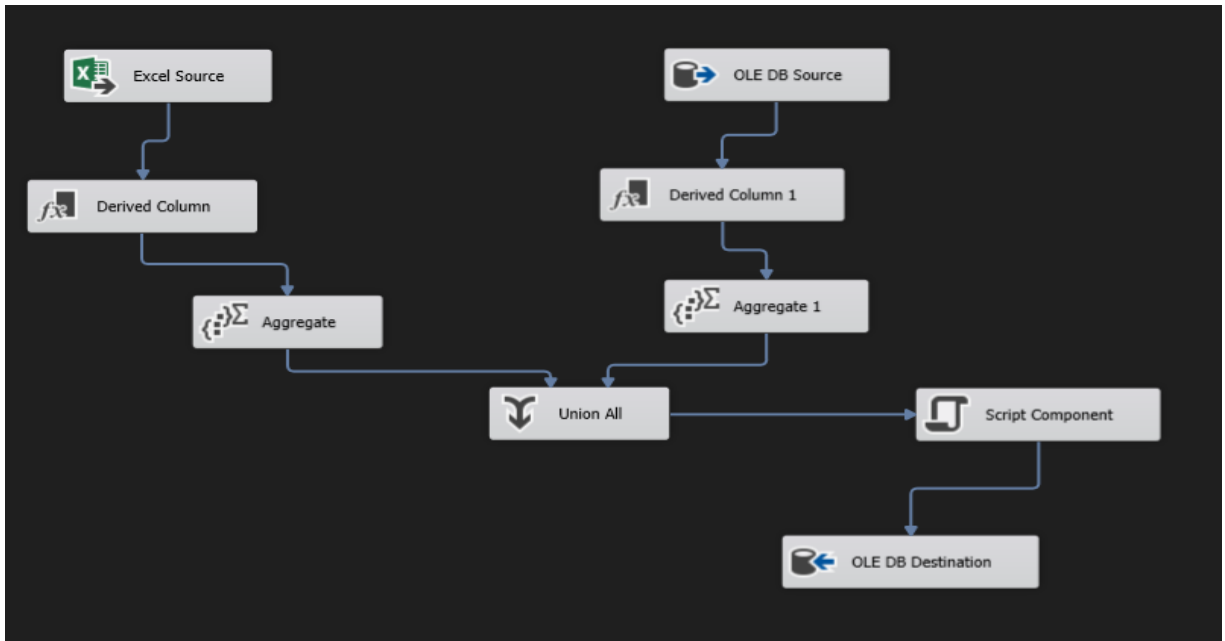 Excel Source
OLE DB Source
Derived Column
Derived Column 1
Aggregate
Aggregate 1
Union All
Script Component
OLE DB Destination